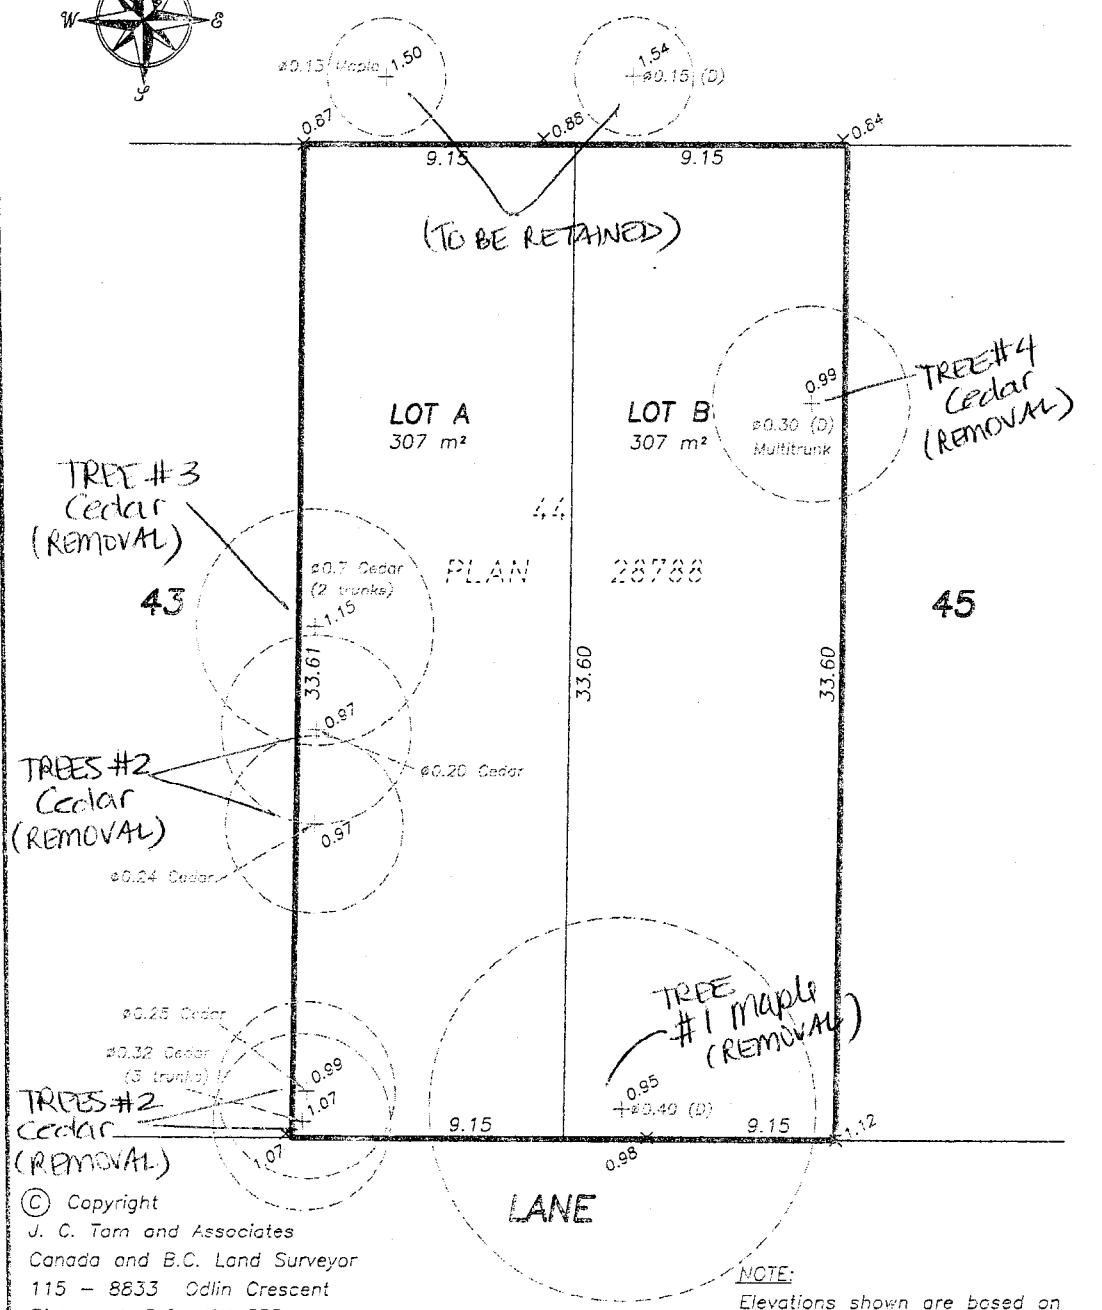 W
E
S
ø0.13 Maple
1.50
1.54
ø0.15 (D)
0.87
0.88
0.84
9.15
9.15
(TO BE RETAINED)
0.99
TREE #4
Cedar
(REMOVAL)
LOT A
307 m²
LOT B
307 m²
ø0.30 (D)
Multitrunk
TREE #3
Cedar
(REMOVAL)
44
PLAN 28788
ø0.7 Cedar
(2 trunks)
1.15
43
45
33.61
33.60
33.60
0.97
TREES #2
Cedar
(REMOVAL)
ø0.20 Cedar
0.97
ø0.24 Cedar
TREE
#1 Maple
(REMOVAL)
ø0.25 Cedar
ø0.32 Cedar
(3 trunks)
0.99
1.07
TREES #2
Cedar
(REMOVAL)
0.95
ø0.40 (D)
9.15
9.15
1.07
0.98
1.12
LANE
© Copyright
J. C. Tam and Associates
Canada and B.C. Land Surveyor
115 - 8833 Odlin Crescent
NOTE:
Elevations shown are based on